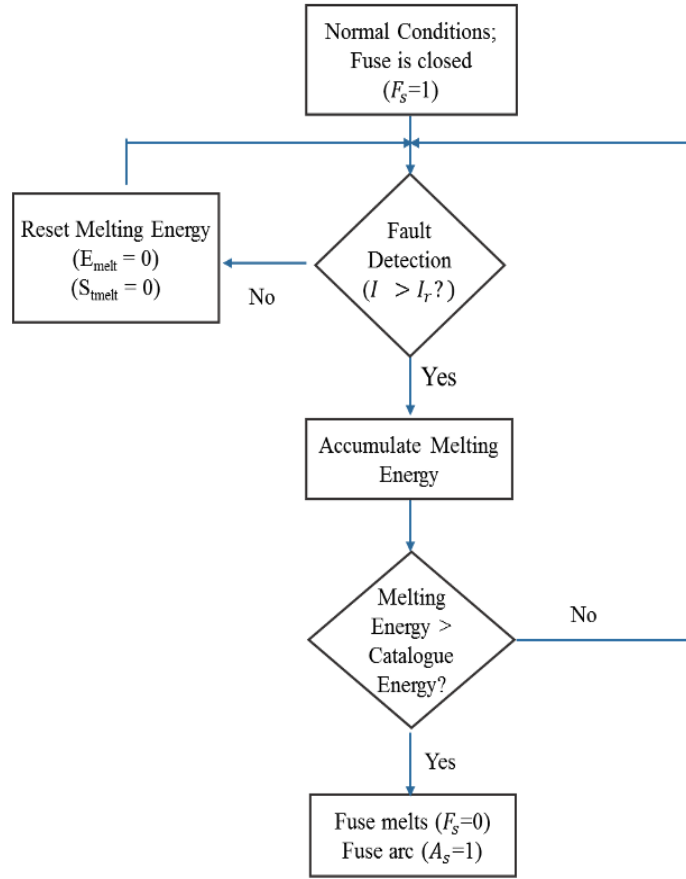 Normal Conditions;
Fuse is closed
(𝐹ₛ=1)
Reset Melting Energy
(Eₘₑₗₜ = 0)
(Sₜₘₑₗₜ = 0)
No
Fault
Detection
(𝐼 > 𝐼ᵣ?)
Yes
Accumulate Melting
Energy
Melting
Energy >
Catalogue
Energy?
No
Yes
Fuse melts (𝐹ₛ=0)
Fuse arc (𝐴ₛ=1)